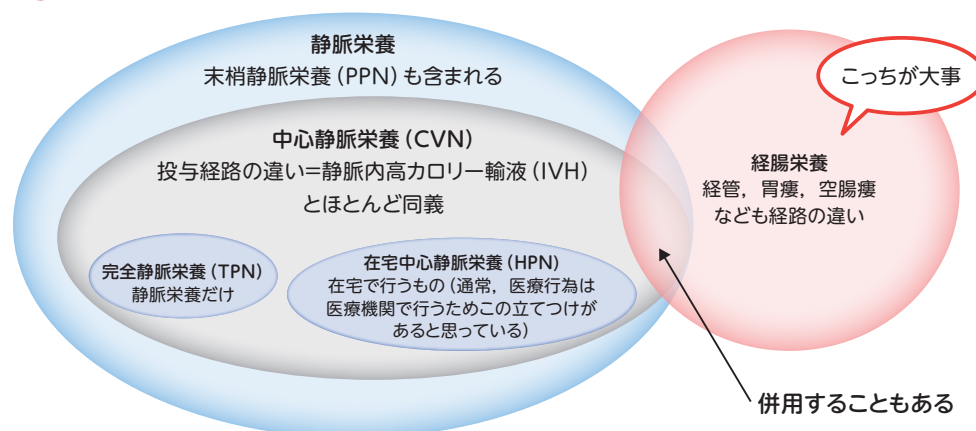 静脈栄養
末梢静脈栄養(PPN)も含まれる
こっちが大事
中心静脈栄養(CVN)
投与経路の違い=静脈内高カロリー輸液(IVH)
とほとんど同義
経腸栄養
経管,胃瘻,空腸瘻
なども経路の違い
完全静脈栄養(TPN)
静脈栄養だけ
在宅中心静脈栄養(HPN)
在宅で行うもの(通常,医療行為は
医療機関で行うためこの立てつけが
あると思っている)
併用することもある